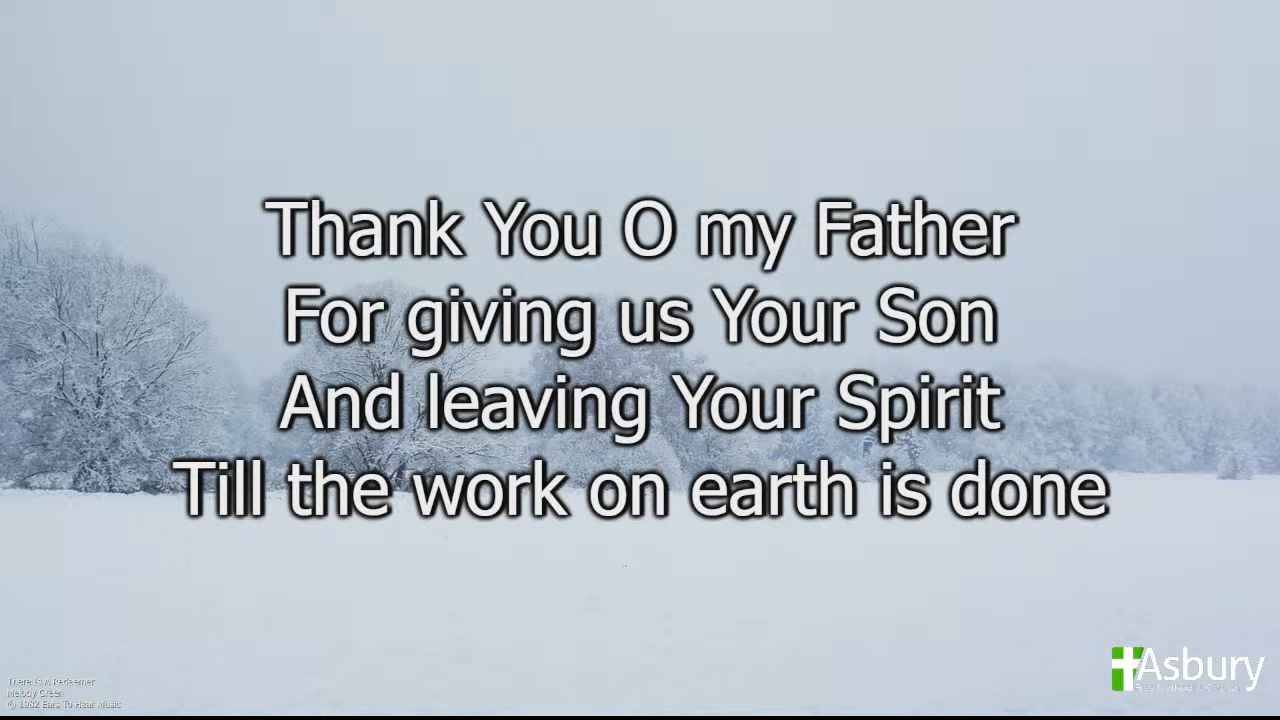 Thank You O my Father
For giving us Your Son
And leaving Your Spirit
Till the work on earth is done
There Is A Redeemer
Melody Green
© 1982 Ears To Hear Music
Asbury